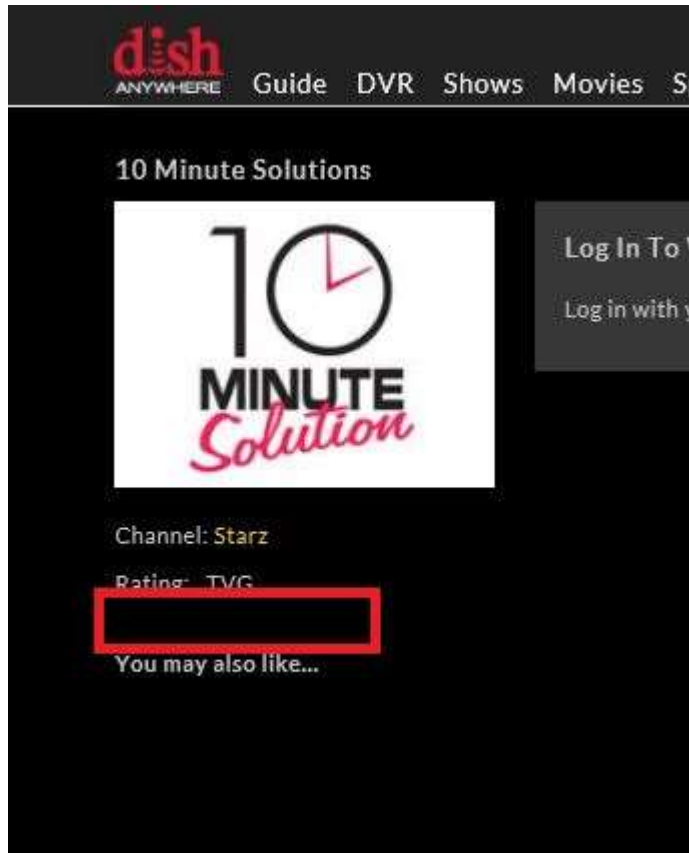 dish
ANYWHERE
Guide DVR Shows Movies
10 Minute Solutions
10
MINUTE
Solution
Log In To
Log in with
Channel: Starz
Rating: TVG
You may also like...